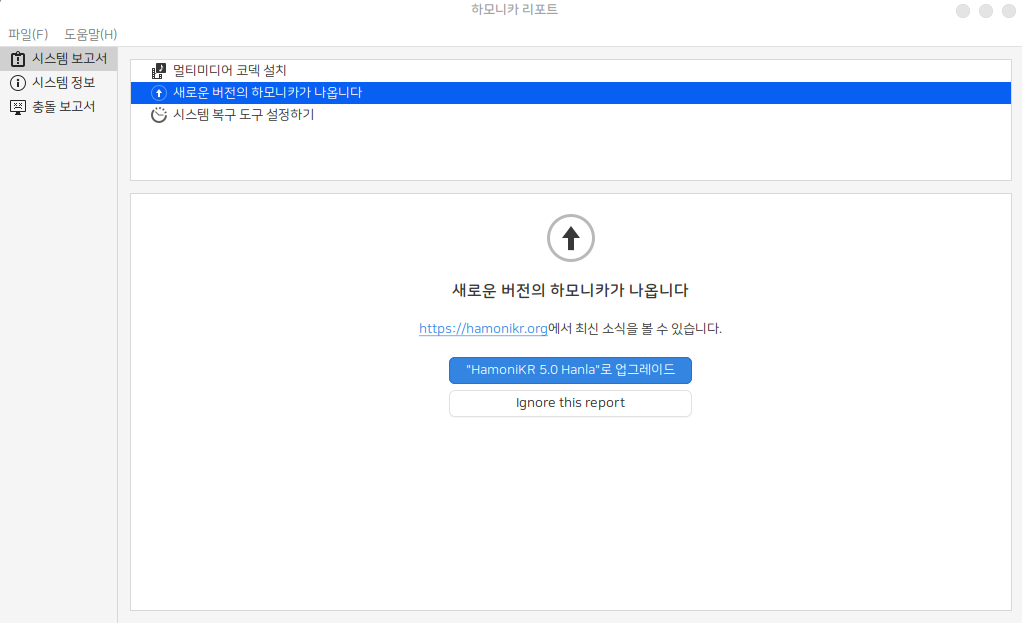 하모니카 리포트
파일(F) 도움말(H)
시스템 보고서
시스템 정보
충돌 보고서
멀티미디어 코덱 설치
새로운 버전의 하모니카가 나옵니다
시스템 복구 도구 설정하기
새로운 버전의 하모니카가 나옵니다
https://hamonikr.org에서 최신 소식을 볼 수 있습니다.
"HamoniKR 5.0 Hanla"로 업그레이드
Ignore this report